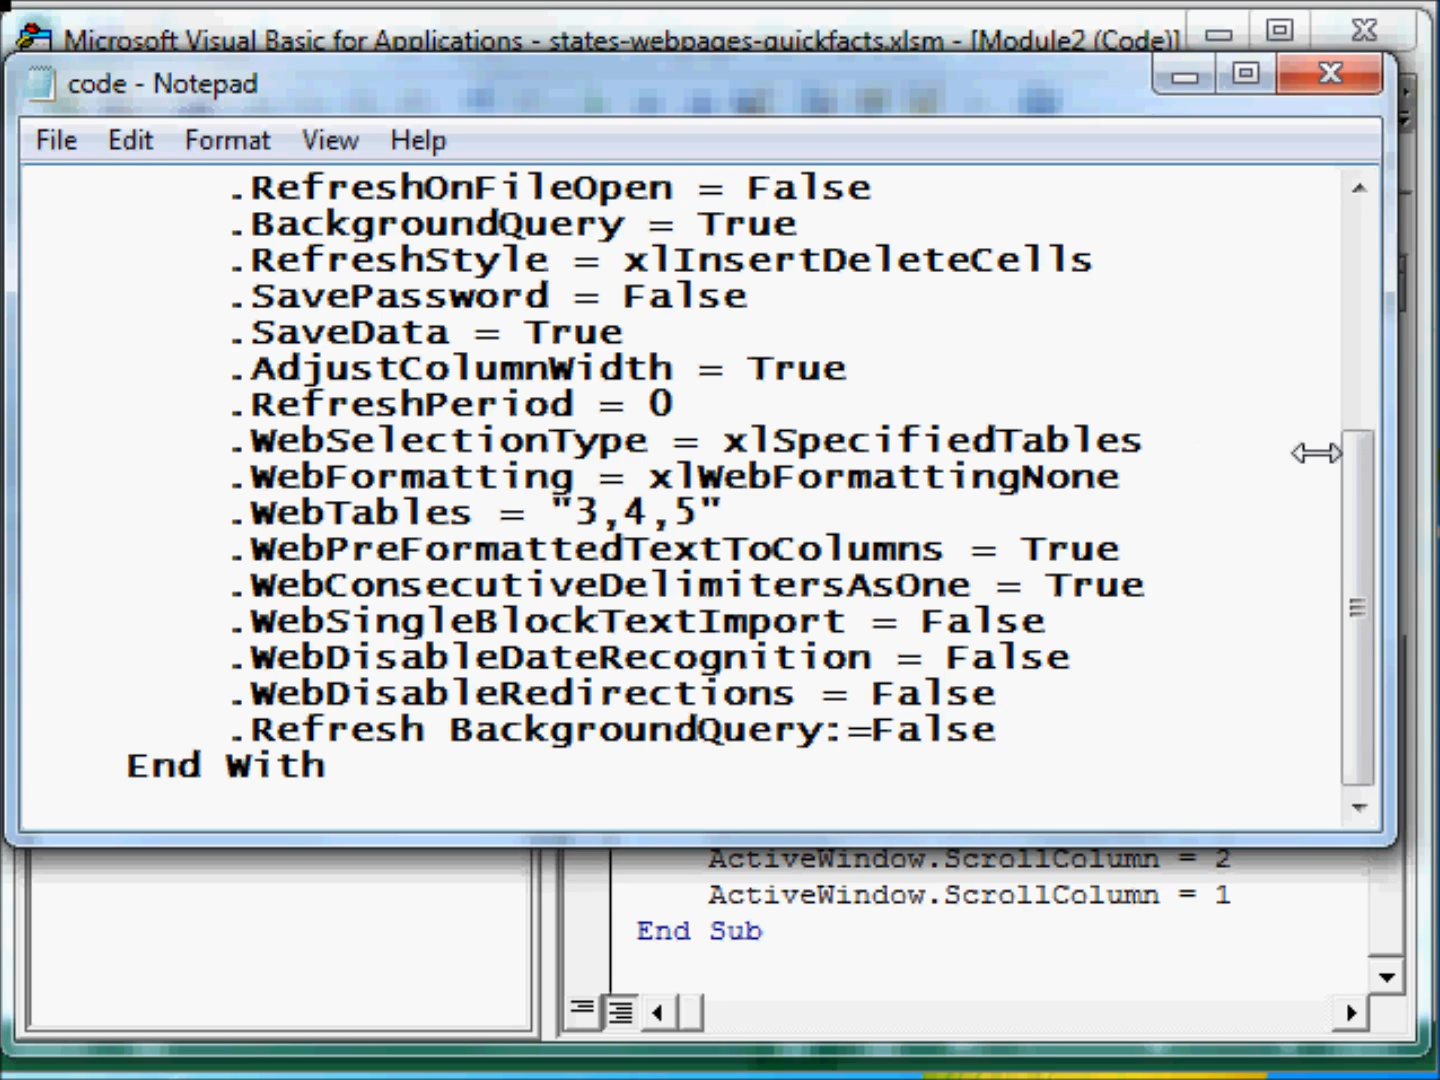 Microsoft Visual Basic for Applications - states-webpages-quickfacts.xlsm - [Module2 (Code)]
code - Notepad
File Edit Format View Help
.RefreshOnFileOpen = False
.BackgroundQuery = True
.RefreshStyle = xlInsertDeleteCells
.SavePassword = False
.SaveData = True
.AdjustColumnWidth = True
.RefreshPeriod = 0
.WebSelectionType = xlSpecifiedTables
.WebFormatting = xlWebFormattingNone
.WebTables = "3,4,5"
.WebPreFormattedTextToColumns = True
.WebConsecutiveDelimitersAsOne = True
.WebSingleBlockTextImport = False
.WebDisableDateRecognition = False
.WebDisableRedirections = False
.Refresh BackgroundQuery:=False
End With
ActiveWindow.ScrollColumn = 2
ActiveWindow.ScrollColumn = 1
End Sub